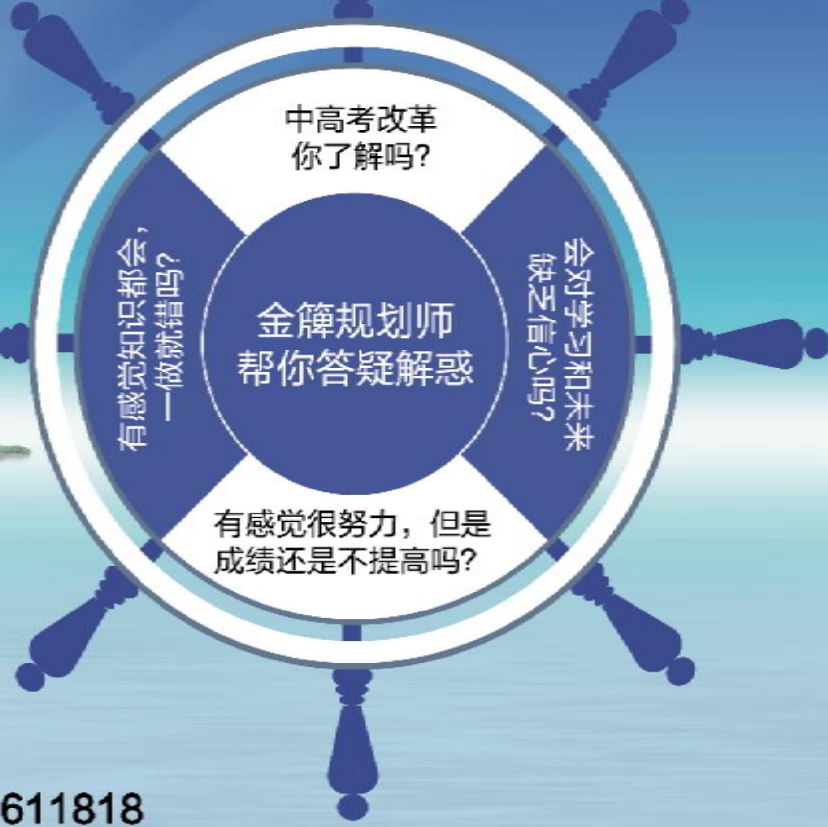 中高考改革
你了解吗?
有感觉知识都会，
一做就错吗?
金簰规划师
帮你答疑解惑
会对学习和未来
缺乏信心吗?
有感觉很努力，但是
成绩还是不提高吗?
611818